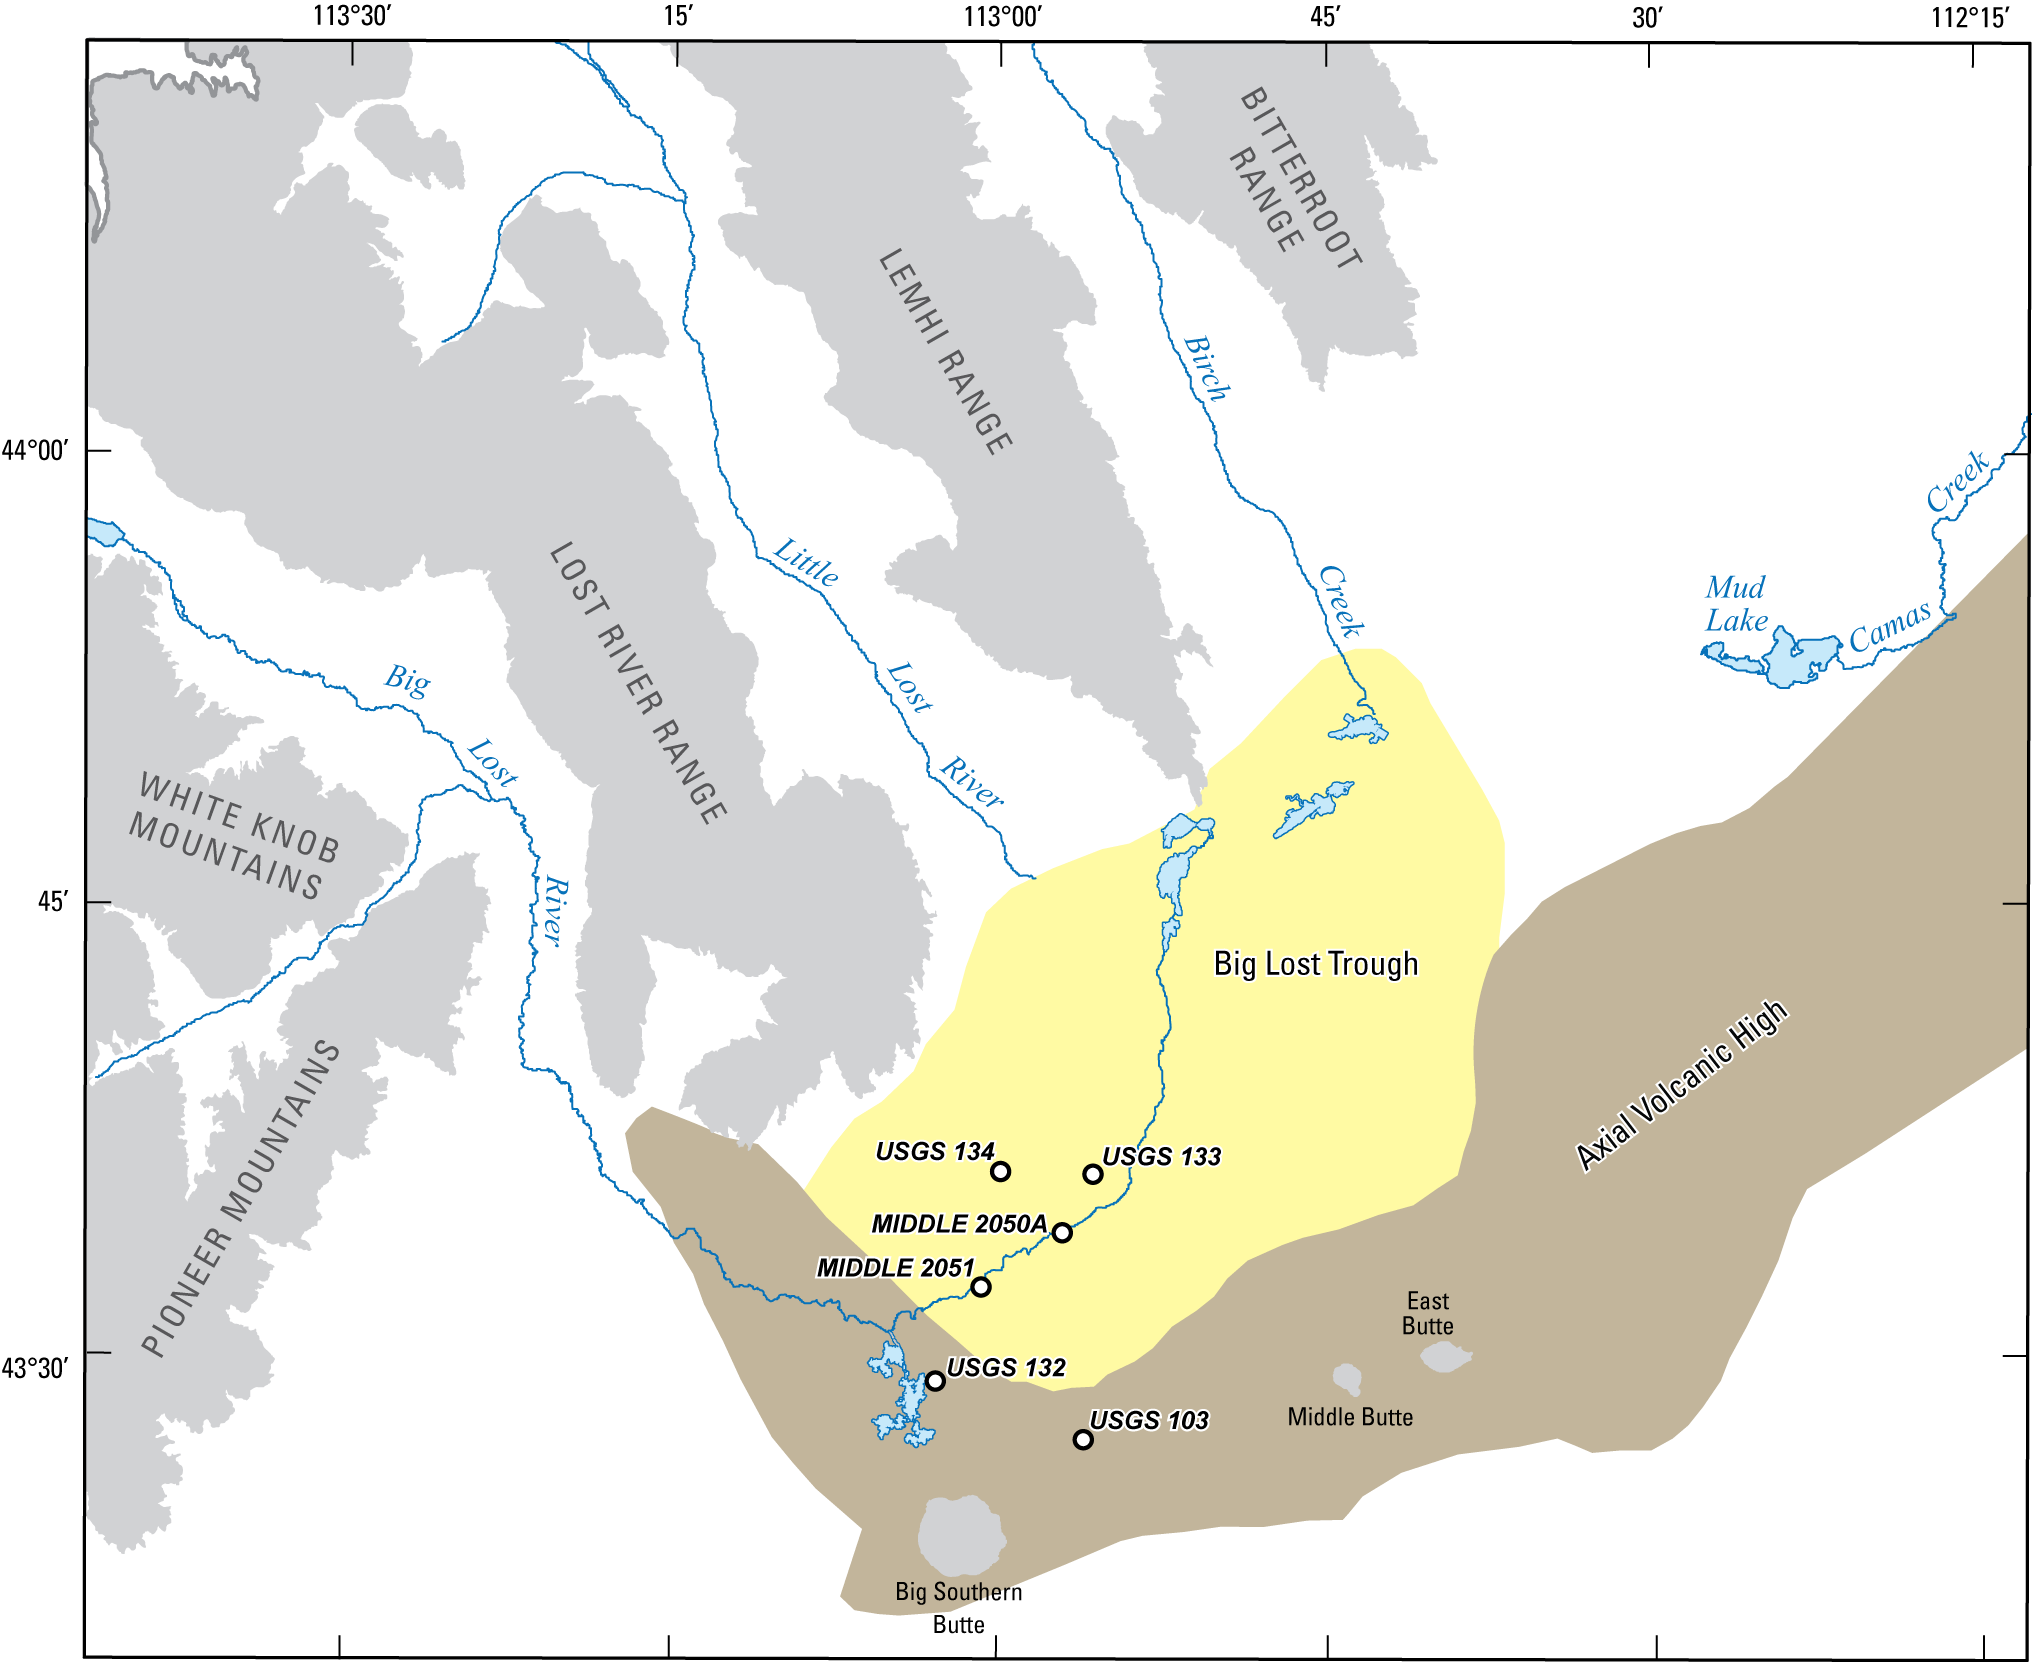 113°30′
15′
113°00′
45′
30′
112°15′
BITTERROOT
RANGE
LEMHI RANGE
Birch
Creek
44°00′
Creek
Camas
Mud
Lake
Little
Lost
River
LOST RIVER RANGE
Big
Lost
River
WHITE KNOB
MOUNTAINS
45′
Big Lost Trough
Axial Volcanic High
PIONEER MOUNTAINS
USGS 134
USGS 133
MIDDLE 2050A
MIDDLE 2051
East
Butte
43°30′
USGS 132
Middle Butte
USGS 103
Big Southern
Butte